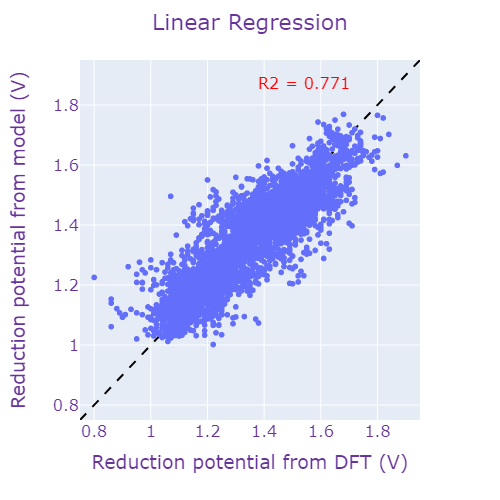 Linear Regression
R2 = 0.771
Reduction potential from model (V)
1.8
1.6
1.4
1.2
1
0.8
0.8 1 1.2 1.4 1.6 1.8
Reduction potential from DFT (V)